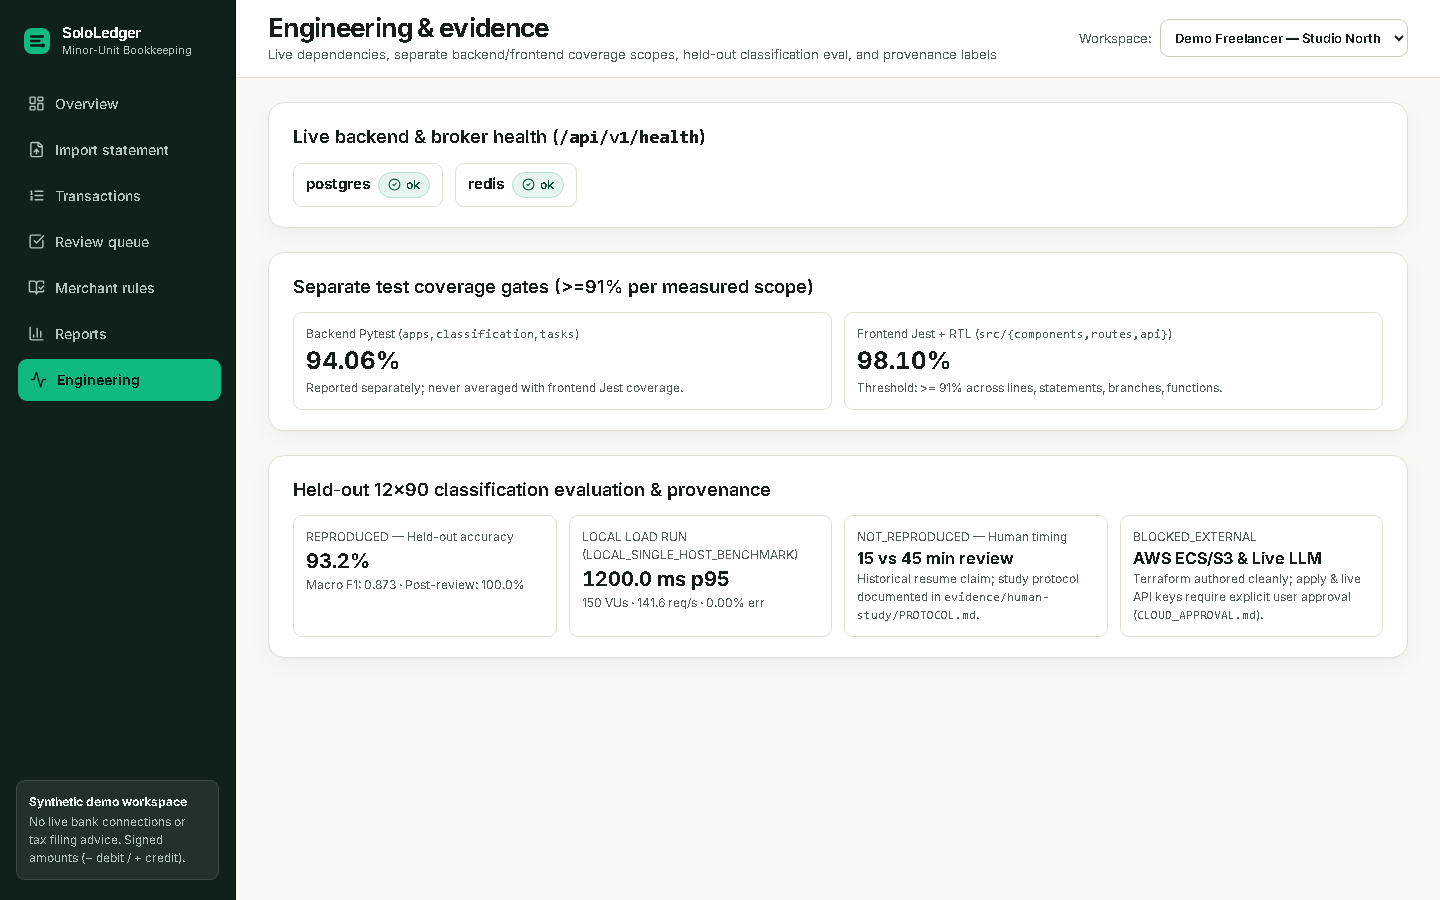 SoloLedger
Minor-Unit Bookkeeping
Overview
Import statement
Transactions
Review queue
Merchant rules
Reports
Engineering
Synthetic demo workspace
No live bank connections or
tax filing advice. Signed
amounts (− debit / + credit).
Engineering & evidence
Live dependencies, separate backend/frontend coverage scopes, held-out classification eval, and provenance labels
Workspace:
Demo Freelancer — Studio North
Live backend & broker health (/api/v1/health)
postgres ok
redis ok
Separate test coverage gates (>=91% per measured scope)
Backend Pytest (apps,classification,tasks)
94.06%
Reported separately; never averaged with frontend Jest coverage.
Frontend Jest + RTL (src/{components,routes,api})
98.10%
Threshold: >= 91% across lines, statements, branches, functions.
Held-out 12×90 classification evaluation & provenance
REPRODUCED — Held-out accuracy
93.2%
Macro F1: 0.873 · Post-review: 100.0%
LOCAL LOAD RUN
(LOCAL_SINGLE_HOST_BENCHMARK)
1200.0 ms p95
150 VUs · 141.6 req/s · 0.00% err
NOT_REPRODUCED — Human timing
15 vs 45 min review
Historical resume claim; study protocol
documented in evidence/human-
study/PROTOCOL.md.
BLOCKED_EXTERNAL
AWS ECS/S3 & Live LLM
Terraform authored cleanly; apply & live
API keys require explicit user approval
(CLOUD_APPROVAL.md).